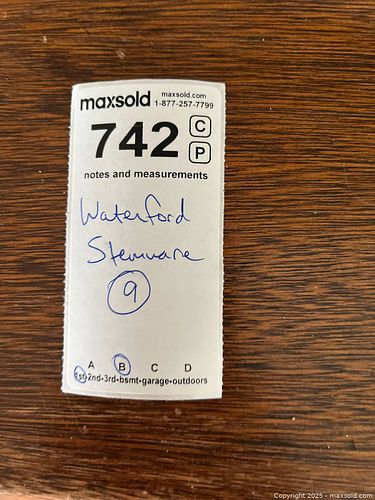 maxsold maxsold.com
1-877-257-7799
742 C
P
notes and measurements
Waterford
Stemware
9
A B C D
1st-2nd-3rd-bsmt-garage-outdoors
Copyright 2025 - maxsold.com